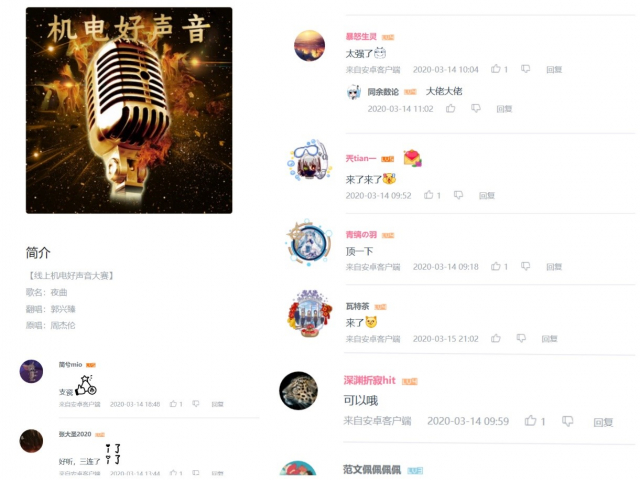 机电好声音
简介
【线上机电好声音大赛】
歌名：夜曲
翻唱：郭兴臻
原唱：周杰伦
简兮mio
支瓷
来自安卓客户端 2020-03-14 18:48 1 回复
张大圣2020
好听，三连了
来自安卓客户端 2020-03-14 13:44 1 回复
暴怒生灵
太强了
来自安卓客户端 2020-03-14 10:04 1 回复
同余数论 大佬大佬
2020-03-14 11:02 回复
天tian一
来了来了
2020-03-14 09:52 1 回复
青璃の羽
顶一下
来自安卓客户端 2020-03-14 09:18 1 回复
瓦特茶
来了
来自安卓客户端 2020-03-15 21:02 回复
深渊折寂hit
可以哦
来自安卓客户端 2020-03-14 09:59 1 回复
范文佩佩佩佩